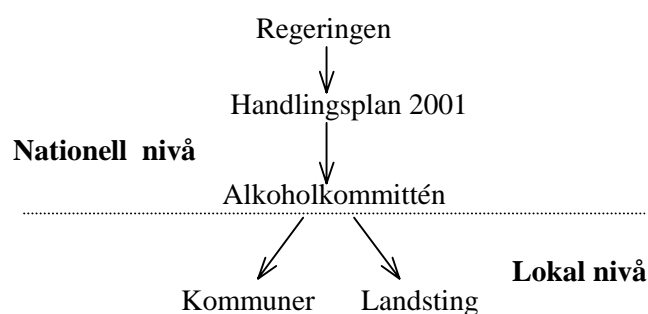 Regeringen
Handlingsplan 2001
Nationell nivå
Alkoholkommittén
Lokal nivå
Kommuner Landsting